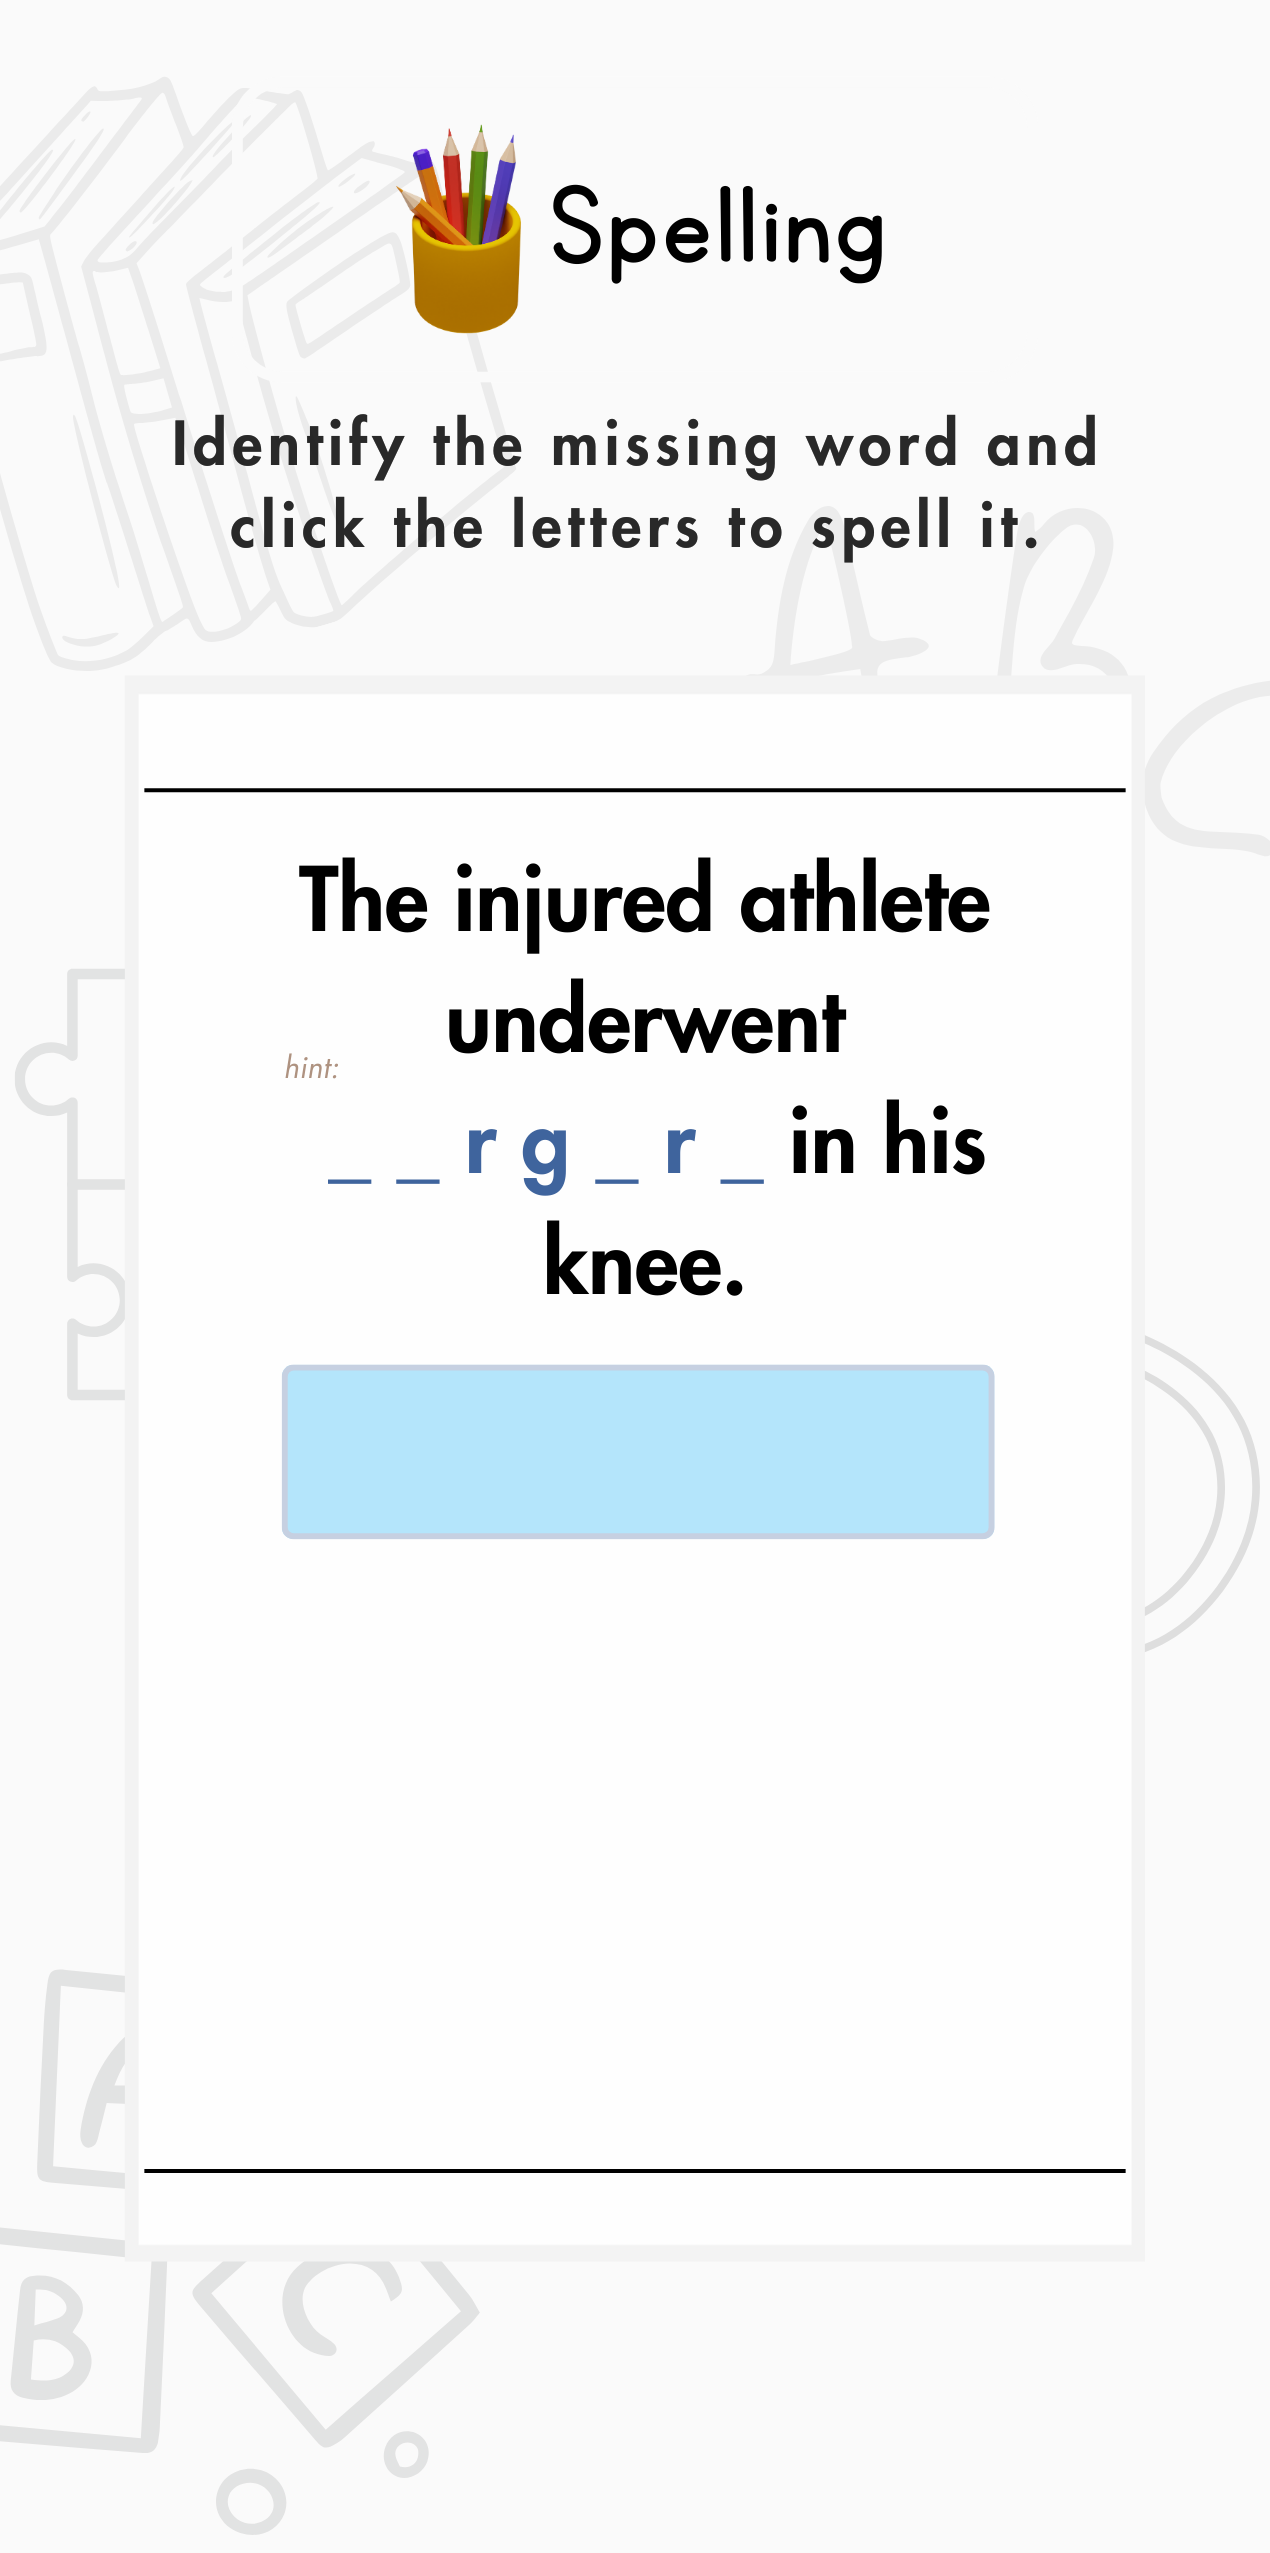 Spelling
Identify the missing word and
click the letters to spell it.
The injured athlete
underwent
hint:
_ _ r g _ r _ in his
knee.
A B
C
A
B
C